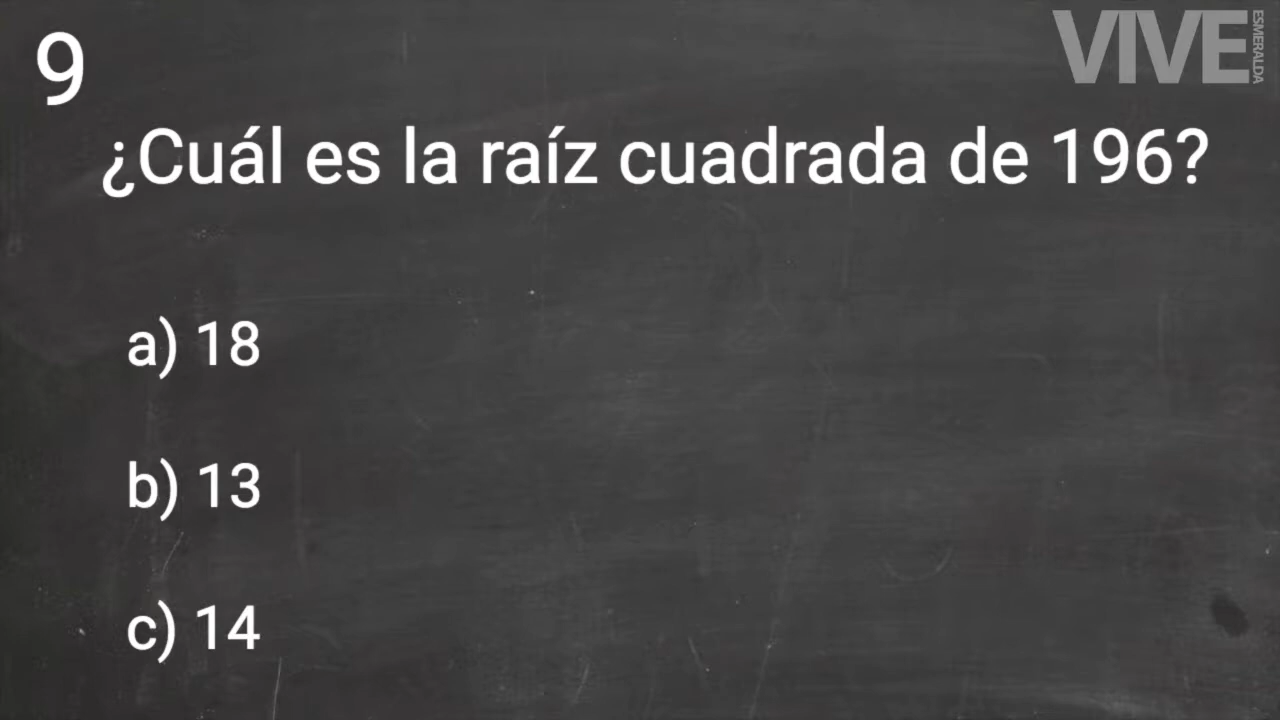 9
VIVE
ESMERALDA
¿Cuál es la raíz cuadrada de 196?
a) 18
b) 13
c) 14